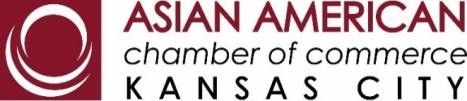 ASIAN AMERICAN
chamber of commerce
KANSAS CITY